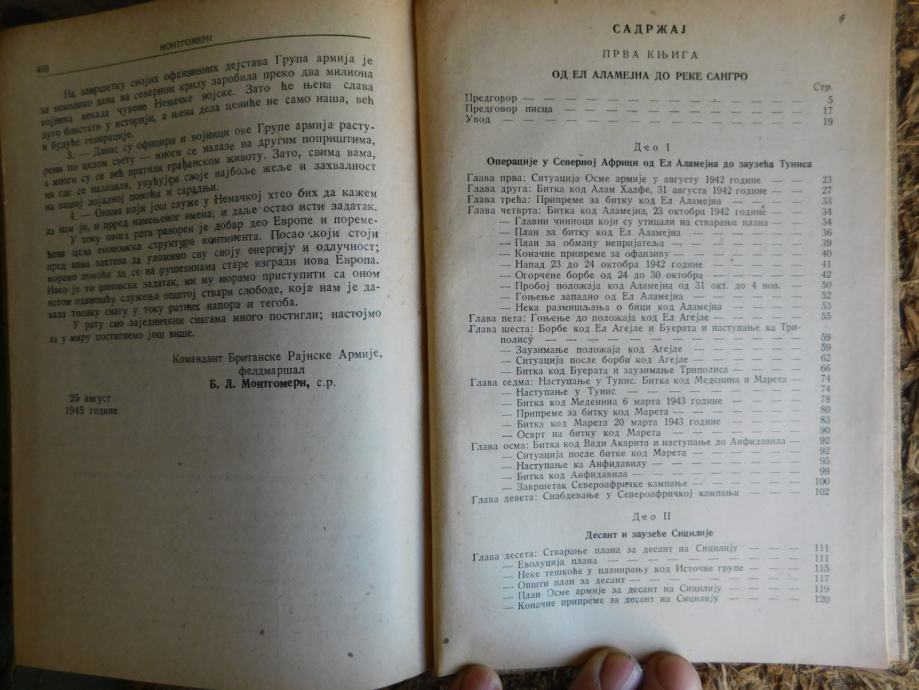 460
МОНТГОМЕРИ
На завршетку својих офанзивних дејстава Група армија је
за неколико дана на северном крилу заробила преко два милиона
војника некада чувене Немачке војске. Зато ће њена слава
дуго блистати у историји, а њена дела цениће не само наша, већ
и будуће генерације.
3. — Данас су официри и војници ове Групе армија расту-
рени по целом свету — многи се налазе на другим поприштима,
а многи су се већ вратили грађанском животу. Зато, свима вама,
ма где се налазили, упућујем своје најбоље жеље и захвалност
на вашој лојалној помоћи и сарадњи.
4. — Онима који још служе у Немачкој хтео бих да кажем
да нам је, и поред намењеног имена, и даље остао исти задатак.
У току овога рата разорен је добар део Европе и пореме-
ћена цела економска структура континента. Посао који стоји
пред нама захтева да уложимо сву своју енергију и одлучност;
морамо помоћи да се на рушевинама старе изгради нова Европа.
Иако је то џиновски задатак, ми му морамо приступити са оном
истом оданошћу служења општој ствари слободе, која нам је да-
вала толику снагу у току ратних напора и тегоба.
У рату смо заједничким снагама много постигли; настојмо
да у миру постигнемо још више.
Командант Британске Рајнске Армије,
фелдмаршал
Б. Л. Монтгомери, с.р.
25 август
1945 године
САДРЖАЈ
ПРВА КЊИГА
ОД ЕЛ АЛАМЕЈНА ДО РЕКЕ САНГРО
Стр.
Предговор — — — — — — — — — — — — 5
Предговор писца — — — — — — — — — — — 17
Увод — — — — — — — — — — — — — 19
Део I
Операције у Северној Африци од Ел Аламејна до заузећа Туниса
Глава прва: Ситуација Осме армије у августу 1942 године — — — 23
Глава друга: Битка код Алам Халфе, 31 августа 1942 године — — 27
Глава трећа: Припреме за битку код Ел Аламејна — — — — — 33
Глава четврта: Битка код Аламејна, 23 октобра 1942 године — — — 34
— Главни чиниоци који су утицали на стварање плана — — — 34
— План за битку код Ел Аламејна — — — — — — — 36
— План за обману непријатеља — — — — — — — — 39
— Коначне припреме за офанзиву — — — — — — — 40
— Напад 23 и 24 октобра 1942 године — — — — — — 41
— Огорчене борбе од 24 до 30 октобра — — — — — — 42
— Пробој положаја код Аламејна од 31 окт. до 4 нов. — — 50
— Гоњење западно од Ел Аламејна — — — — — — — 52
— Нека размишљања о бици код Аламејна — — — — — 53
Глава пета: Гоњење до положаја код Ел Агејле — — — — — 55
Глава шеста: Борбе код Ел Агејле и Буерата и наступање ка Три-
полису — — — — — — — — — — — — 59
— Заузимање положаја код Агејле — — — — — — — 59
— Ситуација после борби код Агејле — — — — — — 62
— Битка код Буерата и заузимање Триполиса — — — — 66
Глава седма: Наступање у Тунис. Битка код Меденина и Марета — 74
— Наступање у Тунис — — — — — — — — — 74
— Битка код Меденина 6 марта 1943 године — — — — — 78
— Припреме за битку код Марета — — — — — — — 80
— Битка код Марета 20 марта 1943 године — — — — — 83
— Осврт на битку код Марета — — — — — — — — 90
Глава осма: Битка код Вади Акарита и наступање до Анфидавила — 92
— Ситуација после битке код Марета — — — — — — 92
— Наступање ка Анфидавилу — — — — — — — — 95
— Битка код Анфидавила — — — — — — — — — 99
— Завршетак Североафричке кампање — — — — — — 100
Глава девета: Снабдевање у Североафричкој кампањи — — — — 102
Део II
Десант и заузеће Сицилије
Глава десета: Стварање плана за десант на Сицилију — — — — 111
— Еволуција плана — — — — — — — — — — 111
— Неке тешкоће у планирању код Источне групе — — — — 115
— Општи план за десант — — — — — — — — — 117
— План Осме армије за десант на Сицилију — — — — — 119
— Коначне припреме за десант на Сицилију — — — — — 120